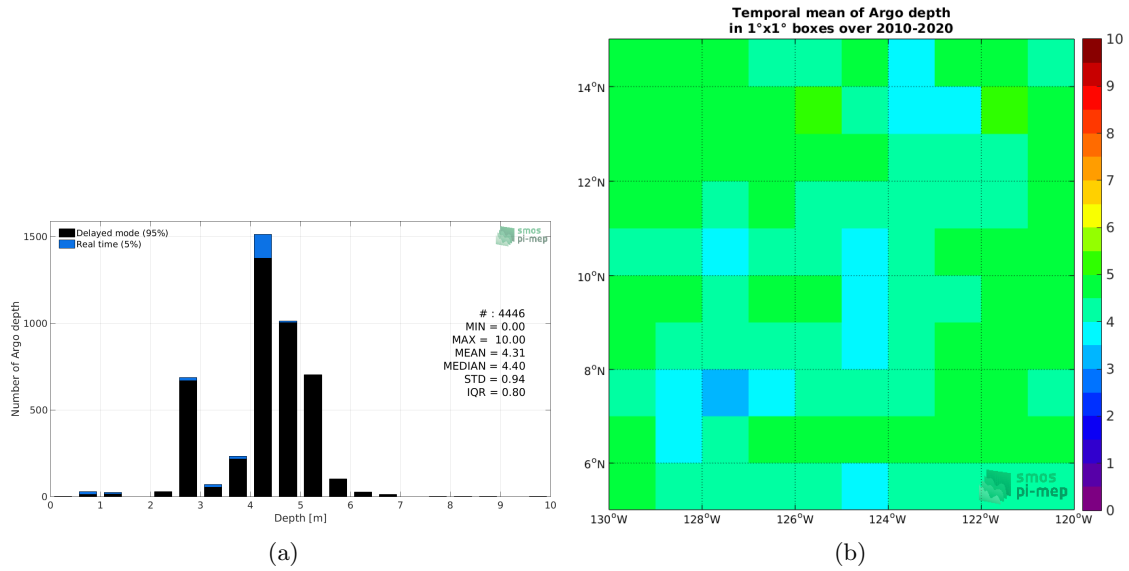 Delayed mode (95%)
Real time (5%)
smos
pi-mep
# : 4446
MIN = 0.00
MAX = 10.00
MEAN = 4.31
MEDIAN = 4.40
STD = 0.94
IQR = 0.80
Number of Argo depth
1500
1000
500
0
0 1 2 3 4 5 6 7 8 9 10
Depth [m]
(a)
Temporal mean of Argo depth
in 1°x1° boxes over 2010-2020
14°N
12°N
10°N
8°N
6°N
130°W 128°W 126°W 124°W 122°W 120°W
smos
pi-mep
10
9
8
7
6
5
4
3
2
1
0
(b)